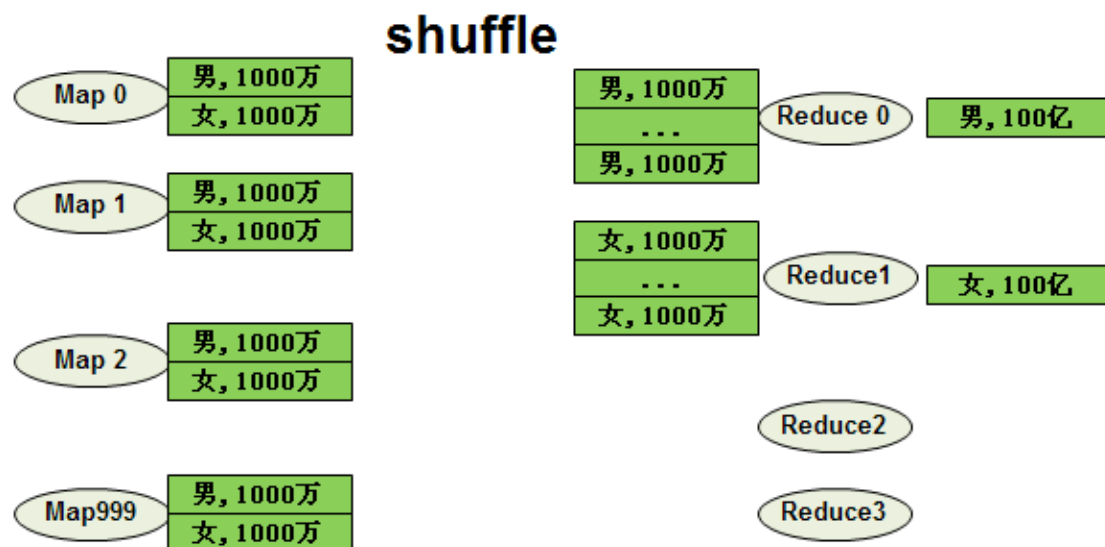 shuffle
Map 0
男,1000万
女,1000万
Map 1
男,1000万
女,1000万
Map 2
男,1000万
女,1000万
Map999
男,1000万
女,1000万
男,1000万
...
男,1000万
Reduce 0
男,100亿
女,1000万
...
女,1000万
Reduce1
女,100亿
Reduce2
Reduce3